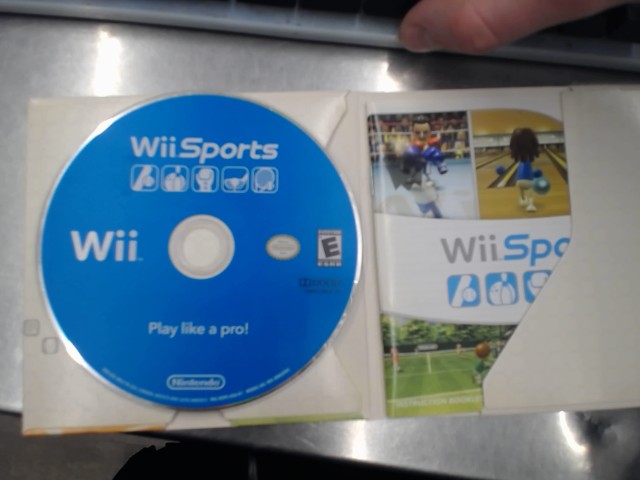 Wii Sports
Wii
E
Play like a pro!
Nintendo
Wii Spo
INSTRUCTION BOOKLET